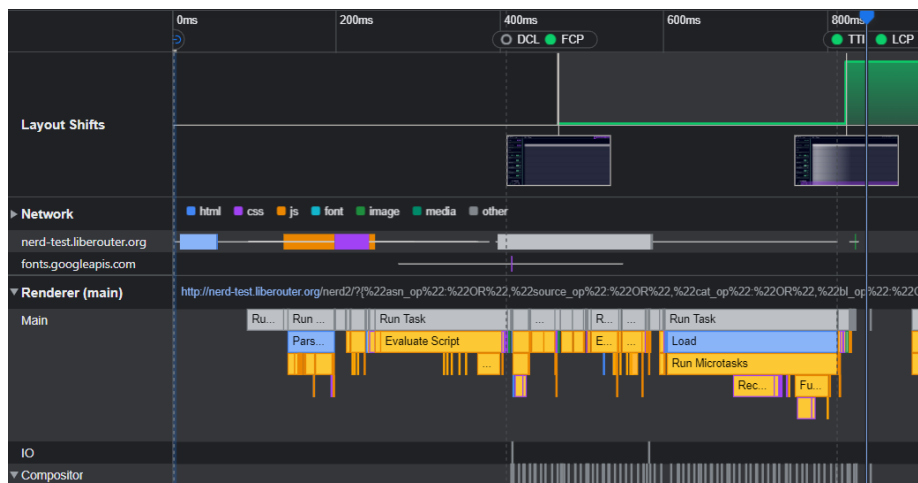 0ms 200ms 400ms 600ms 800ms
DCL FCP TTI LCP
Layout Shifts
Network html css js font image media other
nerd-test.liberouter.org
fonts.googleapis.com
Renderer (main) http://nerd-test.liberouter.org/nerd2/?{%22asn_op%22:%22OR%22,%22source_op%22:%22OR%22,%22cat_op%22:%22OR%22,%22bl_op%22:%22O
Main Ru... Run ... Run Task ... R... ... Run Task
Pars... Evaluate Script E... ... Load
... Run Microtasks
Rec... Fu...
IO
Compositor